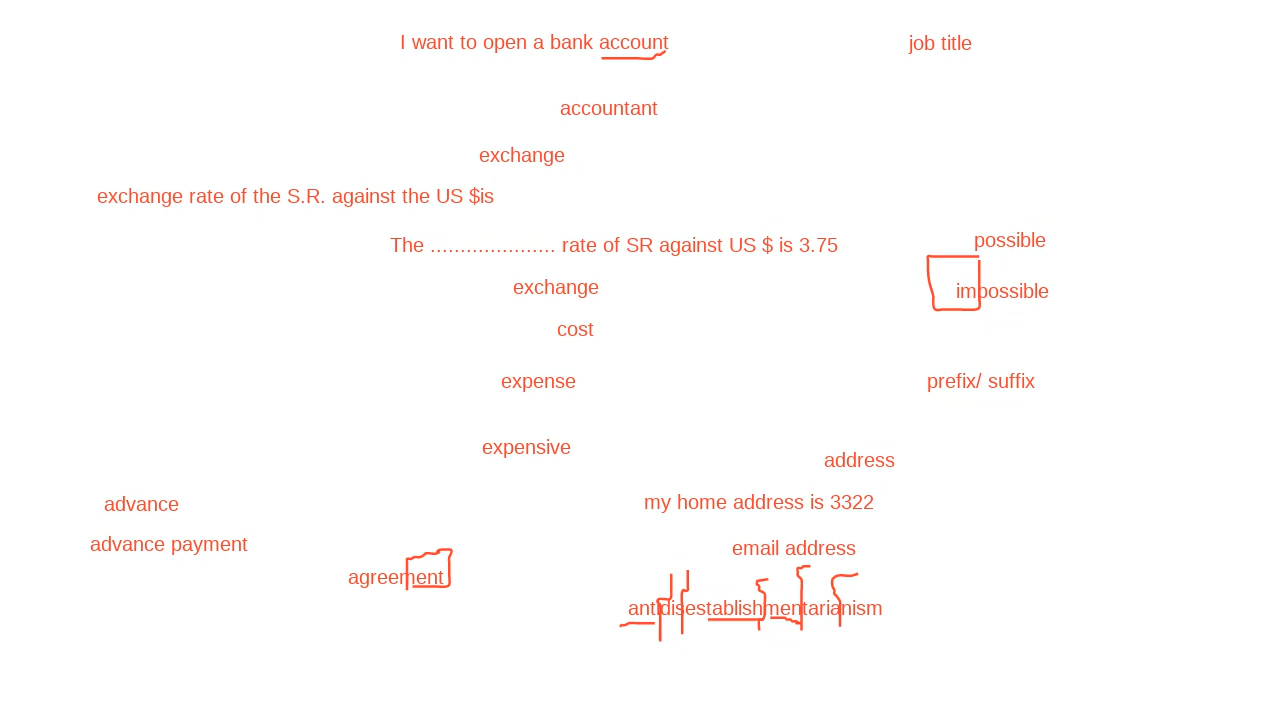 I want to open a bank account
job title
accountant
exchange
exchange rate of the S.R. against the US $is
The ..................... rate of SR against US $ is 3.75
possible
exchange
impossible
cost
expense
prefix/ suffix
expensive
address
advance
my home address is 3322
advance payment
email address
agreement
antidisestablishmentarianism